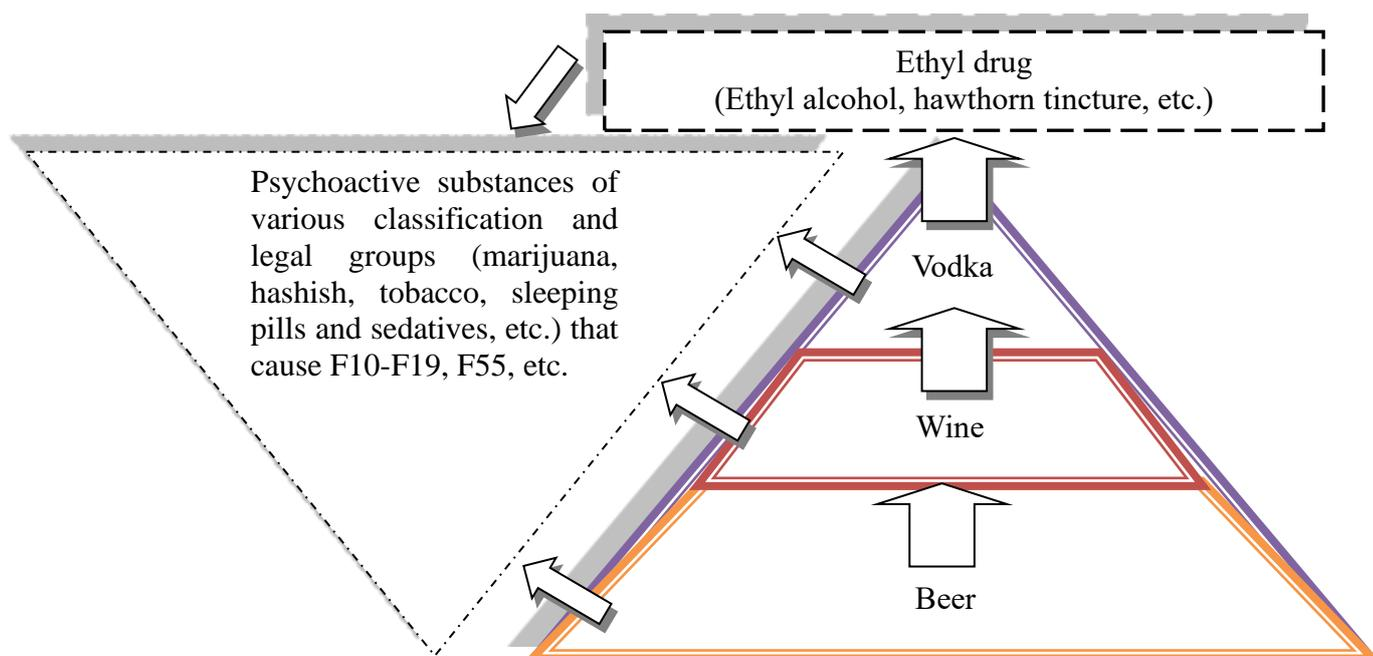 Ethyl drug
(Ethyl alcohol, hawthorn tincture, etc.)
Psychoactive substances of
various classification and
legal groups (marijuana,
hashish, tobacco, sleeping
pills and sedatives, etc.) that
cause F10-F19, F55, etc.
Vodka
Wine
Beer